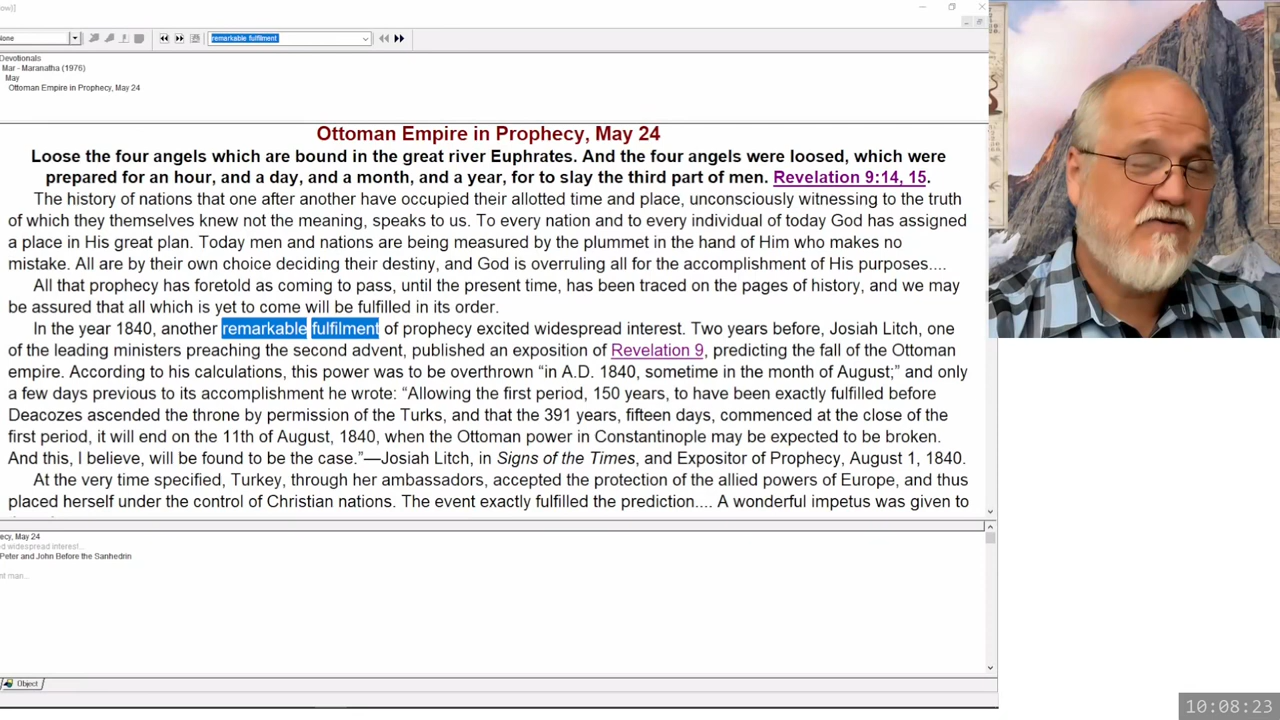 ow)]
None
remarkable fulfilment
Devotionals
Mar - Maranatha (1976)
May
Ottoman Empire in Prophecy, May 24
Ottoman Empire in Prophecy, May 24
Loose the four angels which are bound in the great river Euphrates. And the four angels were loosed, which were
prepared for an hour, and a day, and a month, and a year, for to slay the third part of men. Revelation 9:14, 15.
The history of nations that one after another have occupied their allotted time and place, unconsciously witnessing to the truth
of which they themselves knew not the meaning, speaks to us. To every nation and to every individual of today God has assigned
a place in His great plan. Today men and nations are being measured by the plummet in the hand of Him who makes no
mistake. All are by their own choice deciding their destiny, and God is overruling all for the accomplishment of His purposes....
All that prophecy has foretold as coming to pass, until the present time, has been traced on the pages of history, and we may
be assured that all which is yet to come will be fulfilled in its order.
In the year 1840, another remarkable fulfilment of prophecy excited widespread interest. Two years before, Josiah Litch, one
of the leading ministers preaching the second advent, published an exposition of Revelation 9, predicting the fall of the Ottoman
empire. According to his calculations, this power was to be overthrown “in A.D. 1840, sometime in the month of August;” and only
a few days previous to its accomplishment he wrote: “Allowing the first period, 150 years, to have been exactly fulfilled before
Deacozes ascended the throne by permission of the Turks, and that the 391 years, fifteen days, commenced at the close of the
first period, it will end on the 11th of August, 1840, when the Ottoman power in Constantinople may be expected to be broken.
And this, I believe, will be found to be the case.”—Josiah Litch, in Signs of the Times, and Expositor of Prophecy, August 1, 1840.
At the very time specified, Turkey, through her ambassadors, accepted the protection of the allied powers of Europe, and thus
placed herself under the control of Christian nations. The event exactly fulfilled the prediction.... A wonderful impetus was given to
ecy, May 24
ed widespread interest...
Peter and John Before the Sanhedrin
nt man...
Object
10:08:23